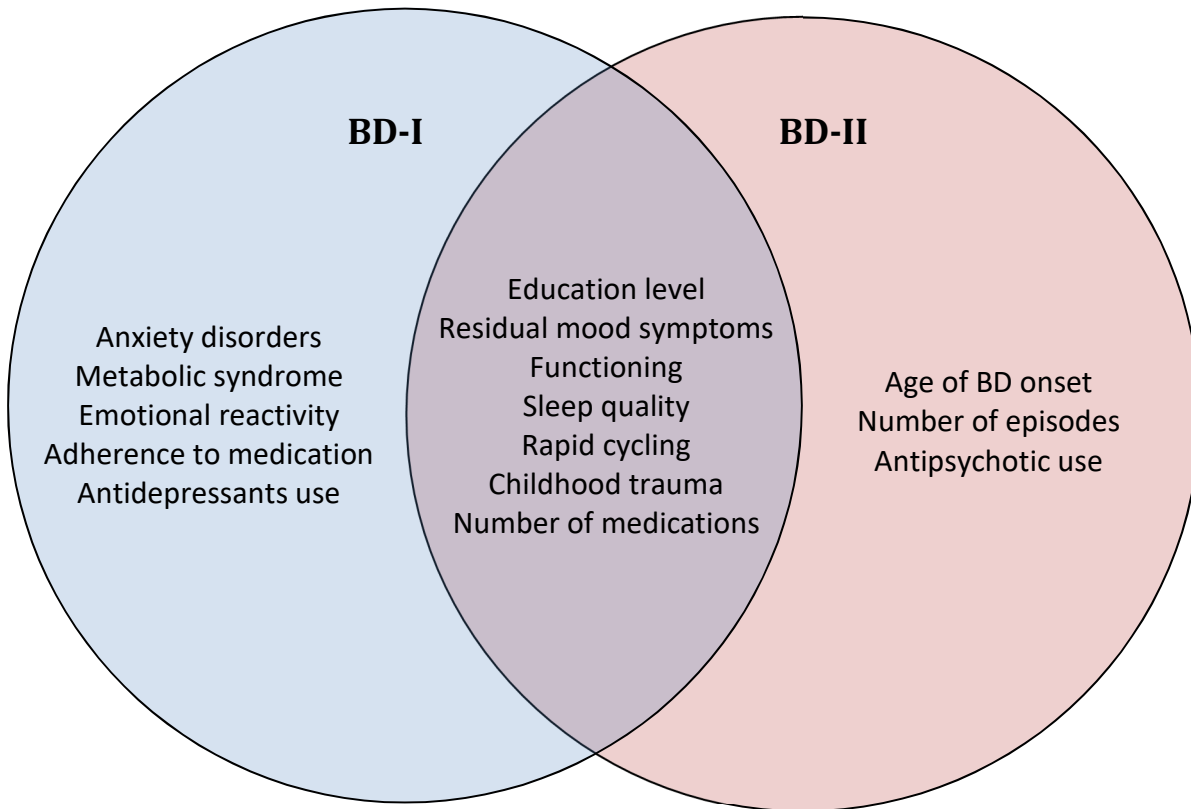 BD-I
BD-II
Anxiety disorders
Metabolic syndrome
Emotional reactivity
Adherence to medication
Antidepressants use
Education level
Residual mood symptoms
Functioning
Sleep quality
Rapid cycling
Childhood trauma
Number of medications
Age of BD onset
Number of episodes
Antipsychotic use